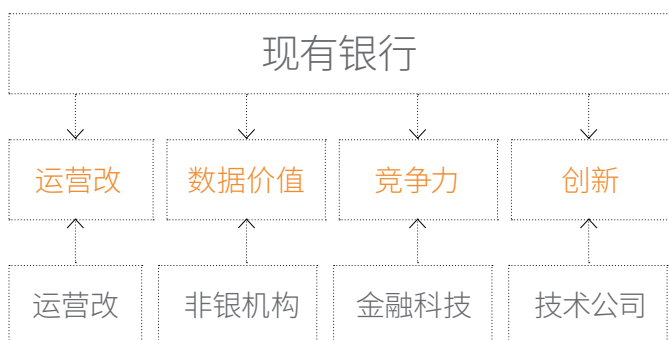 现有银行
运营改 数据价值 竞争力 创新
运营改 非银机构 金融科技 技术公司